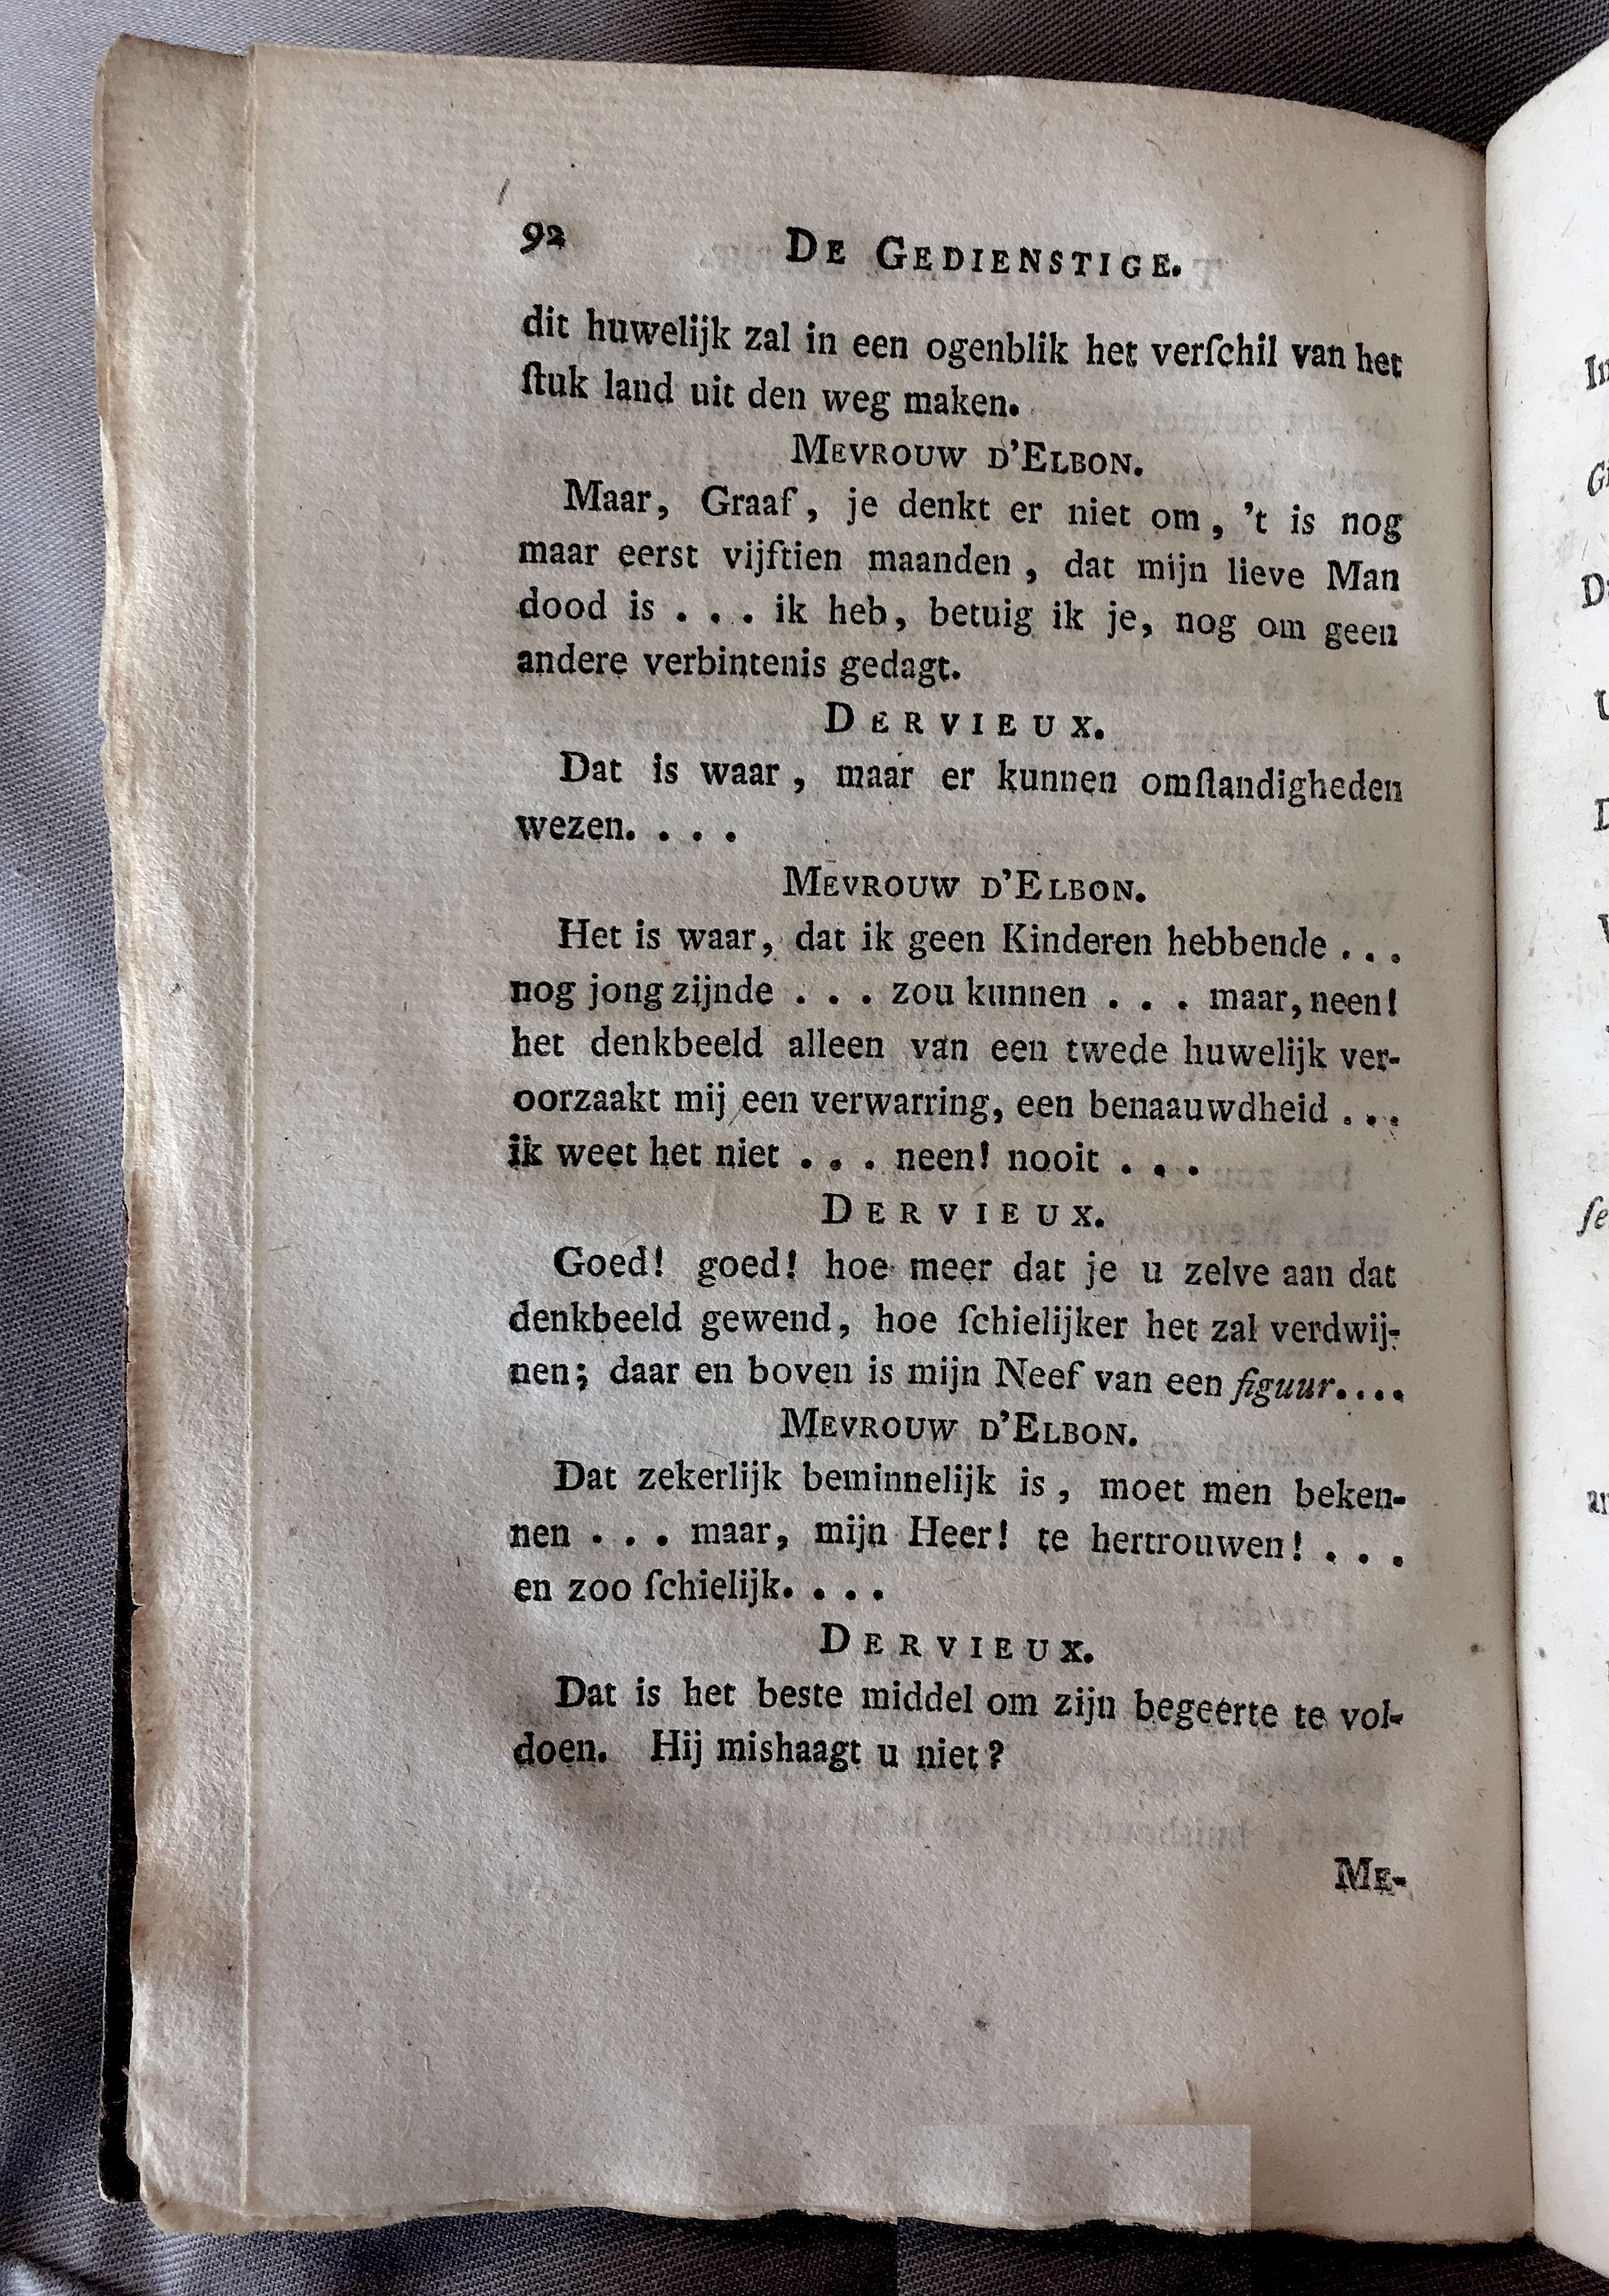 92 DE GEDIENSTIGE.
dit huwelijk zal in een ogenblik het verſchil van het
ſtuk land uit den weg maken.
MEVROUW D'ELBON.
Maar, Graaf, je denkt er niet om, 't is nog
maar eerst vijftien maanden, dat mijn lieve Man
dood is . . . ik heb, betuig ik je, nog om geen
andere verbintenis gedagt.
DERVIEUX.
Dat is waar, maar er kunnen omſtandigheden
wezen. . . .
MEVROUW D'ELBON.
Het is waar, dat ik geen Kinderen hebbende . . .
nog jong zijnde . . . zou kunnen . . . maar, neen!
het denkbeeld alleen van een twede huwelijk ver-
oorzaakt mij een verwarring, een benaauwdheid . . .
ik weet het niet . . . neen! nooit . . .
DERVIEUX.
Goed! goed! hoe meer dat je u zelve aan dat
denkbeeld gewend, hoe ſchielijker het zal verdwij-
nen; daar en boven is mijn Neef van een figuur. . . .
MEVROUW D'ELBON.
Dat zekerlijk beminnelijk is, moet men beken-
nen . . . maar, mijn Heer! te hertrouwen! . . .
en zoo ſchielijk. . . .
DERVIEUX.
Dat is het beste middel om zijn begeerte te vol-
doen. Hij mishaagt u niet?
ME-